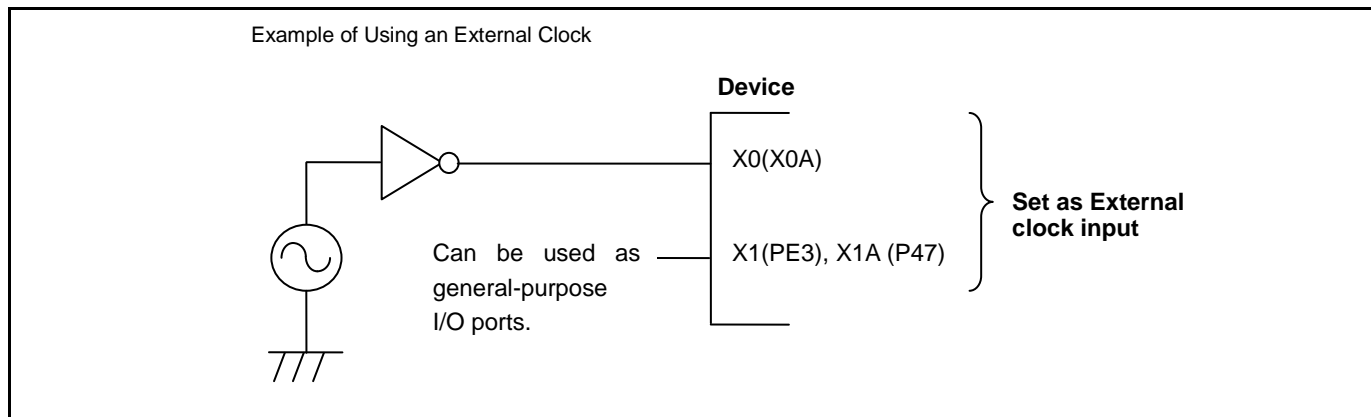 Example of Using an External Clock
Device
X0(X0A)
Set as External
clock input
Can be used as
general-purpose
I/O ports.
X1(PE3), X1A (P47)